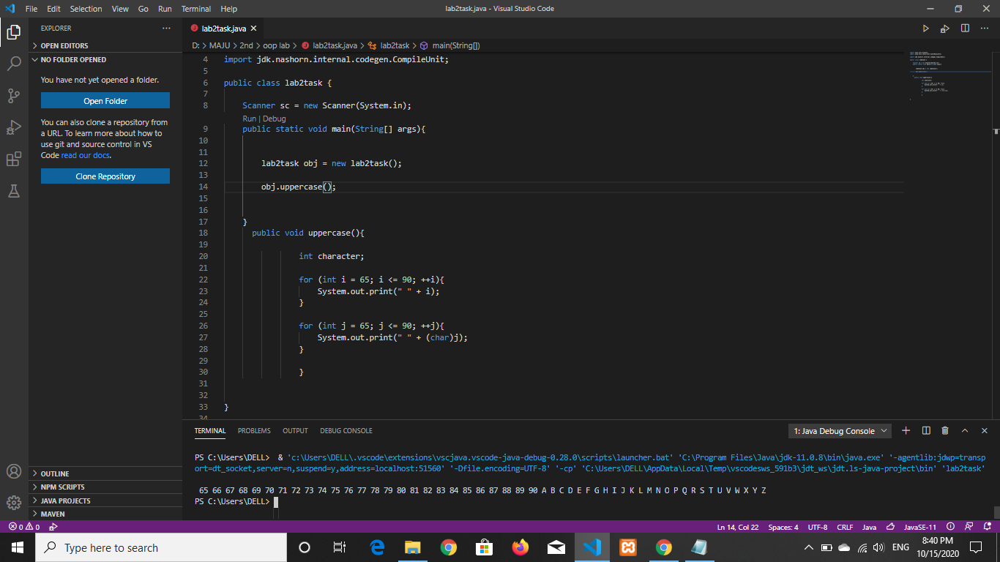 File Edit Selection View Go Run Terminal Help
lab2task.java - Visual Studio Code
EXPLORER
OPEN EDITORS
NO FOLDER OPENED
You have not yet opened a folder.
Open Folder
You can also clone a repository from
a URL. To learn more about how to
use git and source control in VS
Code read our docs.
Clone Repository
OUTLINE
NPM SCRIPTS
JAVA PROJECTS
MAVEN
lab2task.java
D: > MAJU > 2nd > oop lab > lab2task.java > lab2task > main(String[])
4 import jdk.nashorn.internal.codegen.CompileUnit;
5
6 public class lab2task {
7
8 Scanner sc = new Scanner(System.in);
Run | Debug
9 public static void main(String[] args){
10
11
12 lab2task obj = new lab2task();
13
14 obj.uppercase();
15
16
17 }
18 public void uppercase(){
19
20 int character;
21
22 for (int i = 65; i <= 90; ++i){
23 System.out.print(" " + i);
24 }
25
26 for (int j = 65; j <= 90; ++j){
27 System.out.print(" " + (char)j);
28 }
29
30 }
31
32
33 }
34
TERMINAL PROBLEMS OUTPUT DEBUG CONSOLE
1: Java Debug Console
PS C:\Users\DELL> & 'c:\Users\DELL\.vscode\extensions\vscjava.vscode-java-debug-0.28.0\scripts\launcher.bat' 'C:\Program Files\Java\jdk-11.0.8\bin\java.exe' '-agentlib:jdwp=transp
ort=dt_socket,server=n,suspend=y,address=localhost:51560' '-Dfile.encoding=UTF-8' '-cp' 'C:\Users\DELL\AppData\Local\Temp\vscodesws_591b3\jdt_ws\jdt.ls-java-project\bin' 'lab2task'
65 66 67 68 69 70 71 72 73 74 75 76 77 78 79 80 81 82 83 84 85 86 87 88 89 90 A B C D E F G H I J K L M N O P Q R S T U V W X Y Z
PS C:\Users\DELL>
0 0
Ln 14, Col 22 Spaces: 4 UTF-8 CRLF Java JavaSE-11
Type here to search
ENG
8:40 PM
10/15/2020